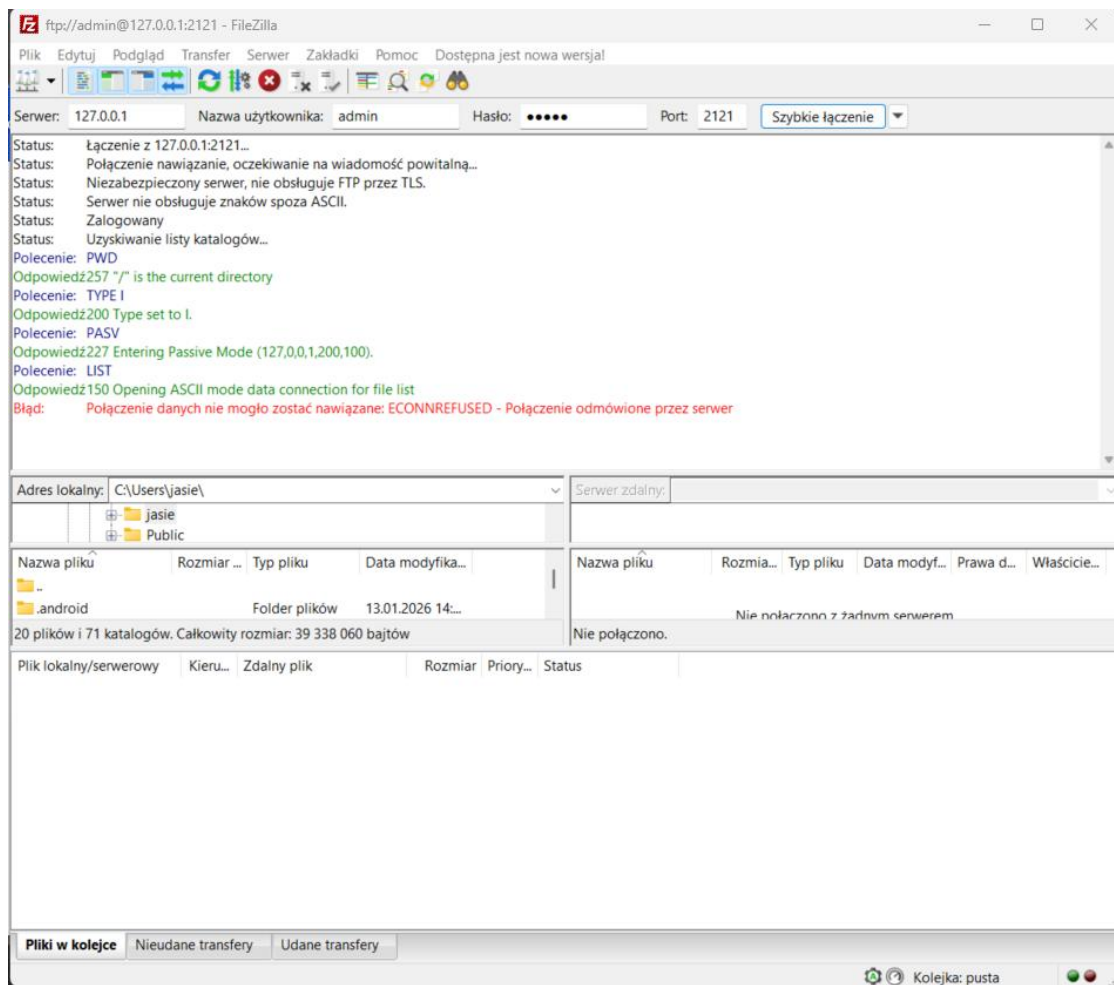 ftp://admin@127.0.0.1:2121 - FileZilla
Plik Edytuj Podgląd Transfer Serwer Zakładki Pomoc Dostępna jest nowa wersja!
Serwer: 127.0.0.1 Nazwa użytkownika: admin Hasło: ●●●●● Port: 2121 Szybkie łączenie
Status: Łączenie z 127.0.0.1:2121...
Status: Połączenie nawiązanie, oczekiwanie na wiadomość powitalną...
Status: Niezabezpieczony serwer, nie obsługuje FTP przez TLS.
Status: Serwer nie obsługuje znaków spoza ASCII.
Status: Zalogowany
Status: Uzyskiwanie listy katalogów...
Polecenie: PWD
Odpowiedź 257 "/" is the current directory
Polecenie: TYPE I
Odpowiedź 200 Type set to I.
Polecenie: PASV
Odpowiedź 227 Entering Passive Mode (127,0,0,1,200,100).
Polecenie: LIST
Odpowiedź 150 Opening ASCII mode data connection for file list
Błąd: Połączenie danych nie mogło zostać nawiązane: ECONNREFUSED - Połączenie odmówione przez serwer
Adres lokalny: C:\Users\jasie\ Serwer zdalny:
jasie
Public
Nazwa pliku Rozmiar ... Typ pliku Data modyfika... Nazwa pliku Rozmia... Typ pliku Data modyf... Prawa d... Właścicie...
..
.android Folder plików 13.01.2026 14:...
Nie połączono z żadnym serwerem
20 plików i 71 katalogów. Całkowity rozmiar: 39 338 060 bajtów Nie połączono.
Plik lokalny/serwerowy Kieru... Zdalny plik Rozmiar Priory... Status
Pliki w kolejce Nieudane transfery Udane transfery
Kolejka: pusta